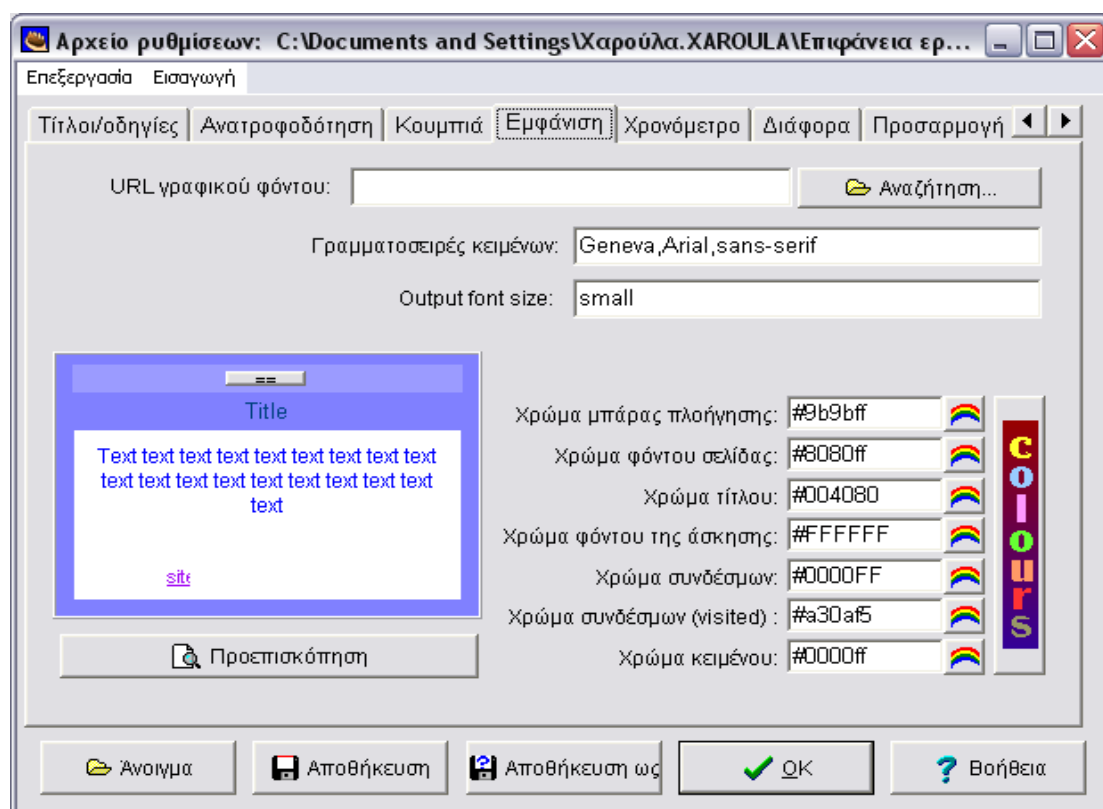 Αρχείο ρυθμίσεων: C:\Documents and Settings\Χαρούλα.XAROULA\Επιφάνεια ερ...
Επεξεργασία Εισαγωγή
Τίτλοι/οδηγίες Ανατροφοδότηση Κουμπιά Εμφάνιση Χρονόμετρο Διάφορα Προσαρμογή
URL γραφικού φόντου: Αναζήτηση...
Γραμματοσειρές κειμένων: Geneva,Arial,sans-serif
Output font size: small
==
Title
Text text text text text text text text text
text text text text text text text text text
text
site
Χρώμα μπάρας πλοήγησης: #9b9bff
Χρώμα φόντου σελίδας: #8080ff
Χρώμα τίτλου: #004080
Χρώμα φόντου της άσκησης: #FFFFFF
Χρώμα συνδέσμων: #0000FF
Χρώμα συνδέσμων (visited) : #a30af5
Χρώμα κειμένου: #0000ff
colours
Προεπισκόπηση
Άνοιγμα Αποθήκευση Αποθήκευση ως OK Βοήθεια